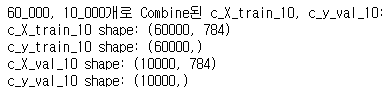 60_000, 10_000개로 Combine된 c_X_train_10, c_y_val_10:
c_X_train_10 shape: (60000, 784)
c_y_train_10 shape: (60000,)
c_X_val_10 shape: (10000, 784)
c_y_val_10 shape: (10000,)